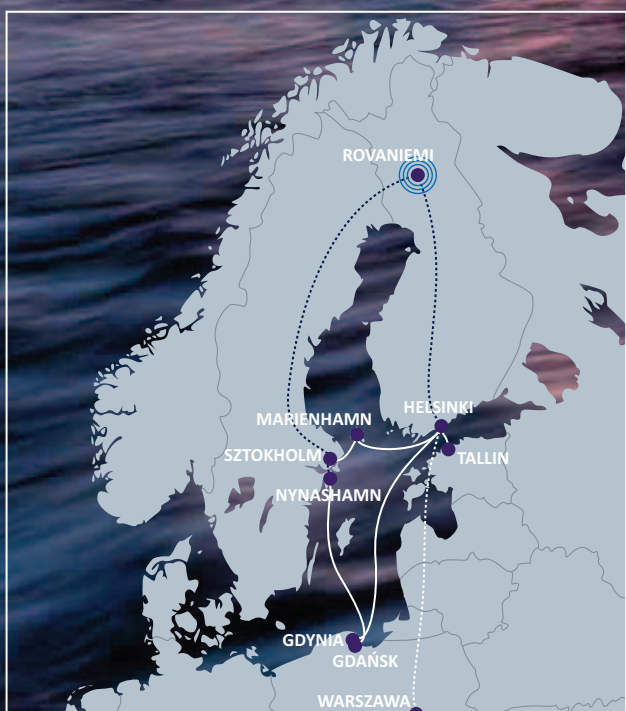 ROVANIEMI
MARIENHAMN
HELSINKI
SZTOKHOLM
TALLIN
NYNASHAMN
GDYNIA
GDAŃSK
WARSZAWA